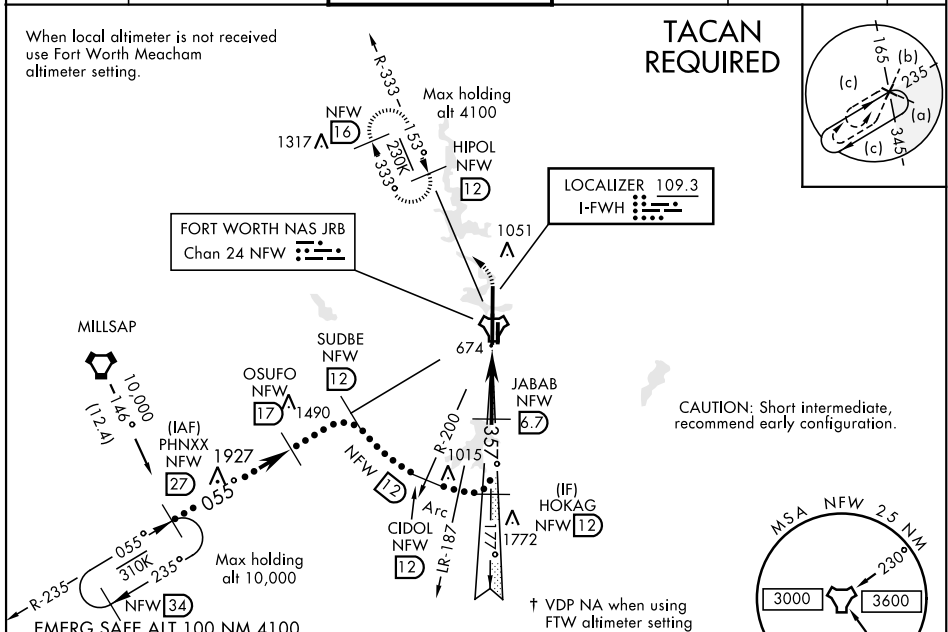 When local altimeter is not received
use Fort Worth Meacham
altimeter setting.
TACAN
REQUIRED
165
(b)
235
(c)
(a)
(c)
345
R-333
NFW
16
1317
Max holding
alt 4100
153°
230K
333°
HIPOL
NFW
12
LOCALIZER 109.3
I-FWH
FORT WORTH NAS JRB
Chan 24 NFW
1051
MILLSAP
10,000
146°
(12.4)
SUDBE
NFW
12
674
OSUFO
NFW
17
1490
JABAB
NFW
6.7
CAUTION: Short intermediate,
recommend early configuration.
(IAF)
PHNXX
NFW
27
1927
055°
R-200
357°
1015
NFW
12
Arc
(IF)
HOKAG
NFW 12
CIDOL
NFW
12
LR-187
177°
1772
055°
310K
235°
R-235
NFW 34
Max holding
alt 10,000
MSA NFW 25 NM
230°
3000
3600
† VDP NA when using
FTW altimeter setting
EMERG SAFE ALT 100 NM 4100